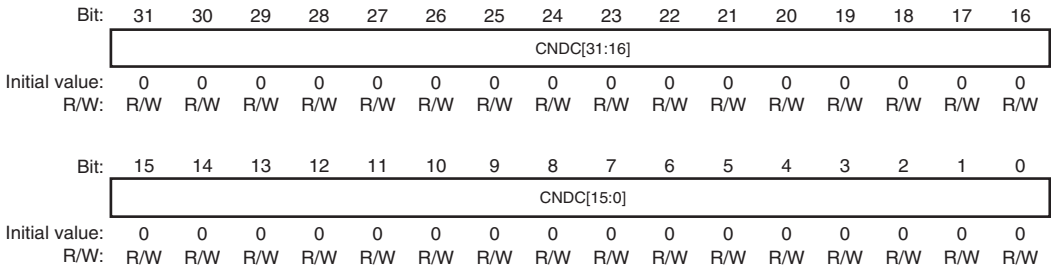 Bit: 31 30 29 28 27 26 25 24 23 22 21 20 19 18 17 16
CNDC[31:16]
Initial value: 0 0 0 0 0 0 0 0 0 0 0 0 0 0 0 0
R/W: R/W R/W R/W R/W R/W R/W R/W R/W R/W R/W R/W R/W R/W R/W R/W R/W
Bit: 15 14 13 12 11 10 9 8 7 6 5 4 3 2 1 0
CNDC[15:0]
Initial value: 0 0 0 0 0 0 0 0 0 0 0 0 0 0 0 0
R/W: R/W R/W R/W R/W R/W R/W R/W R/W R/W R/W R/W R/W R/W R/W R/W R/W